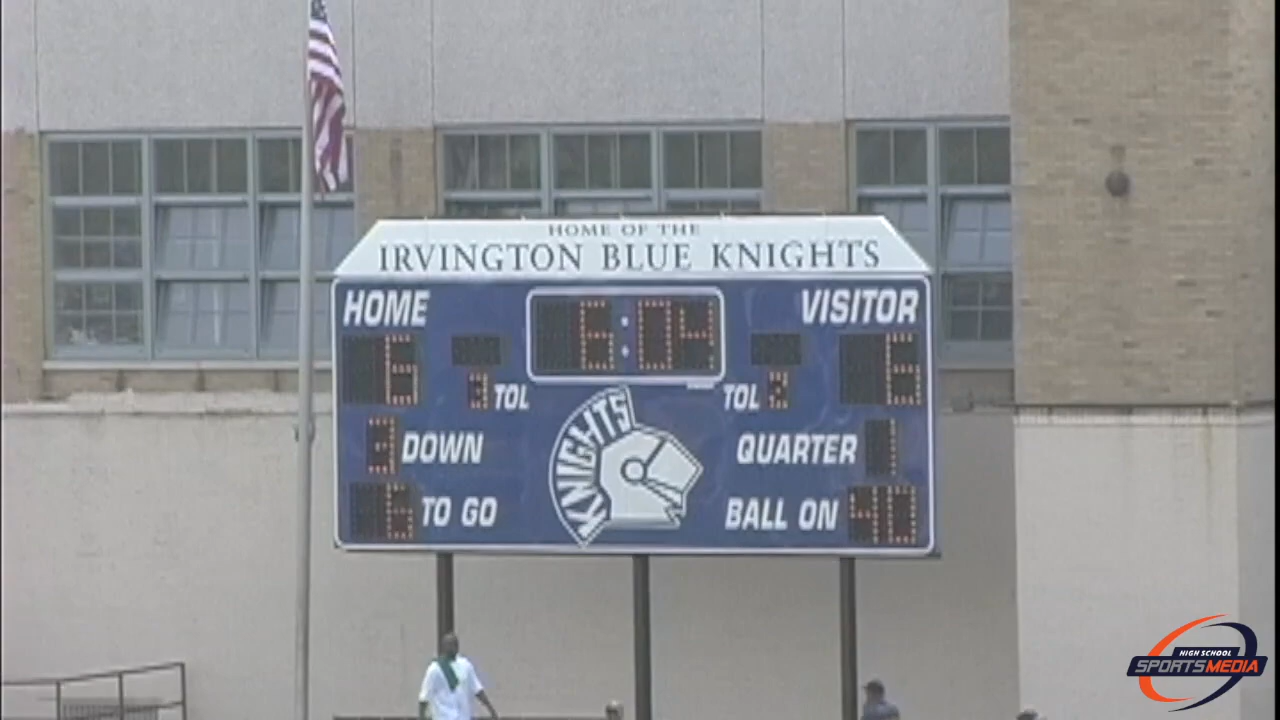 HOME OF THE
IRVINGTON BLUE KNIGHTS
HOME 6:04 VISITOR
6 6
3 TOL TOL
KNIGHTS
3 DOWN QUARTER 1
6 TO GO BALL ON 40
HIGH SCHOOL
SPORTSMEDIA